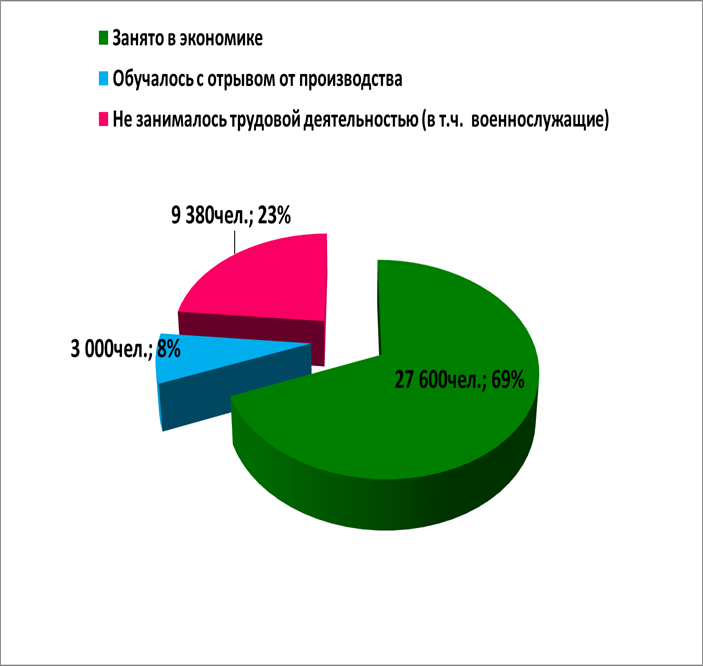 Занято в экономике
Обучалось с отрывом от производства
Не занималось трудовой деятельностью (в т.ч. военнослужащие)
9 380чел.; 23%
3 000чел.; 8%
27 600чел.; 69%